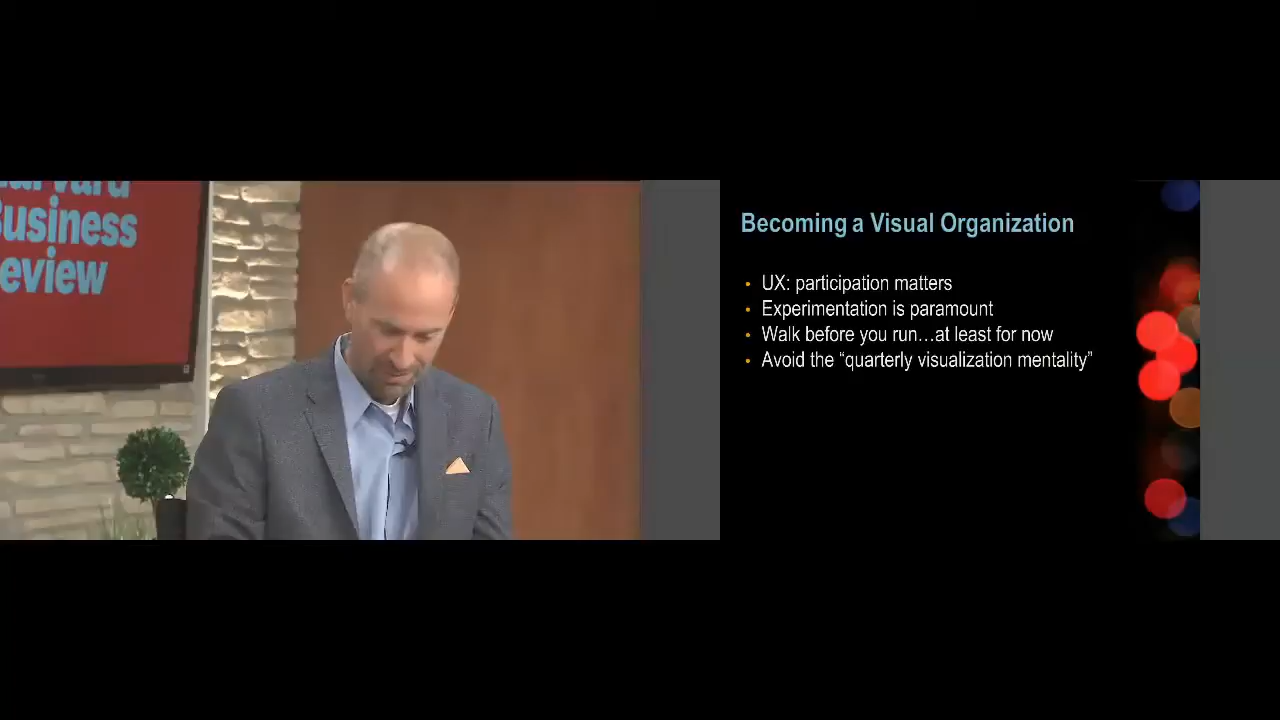 arvard
Business
eview
Becoming a Visual Organization
• UX: participation matters
• Experimentation is paramount
• Walk before you run…at least for now
• Avoid the “quarterly visualization mentality”